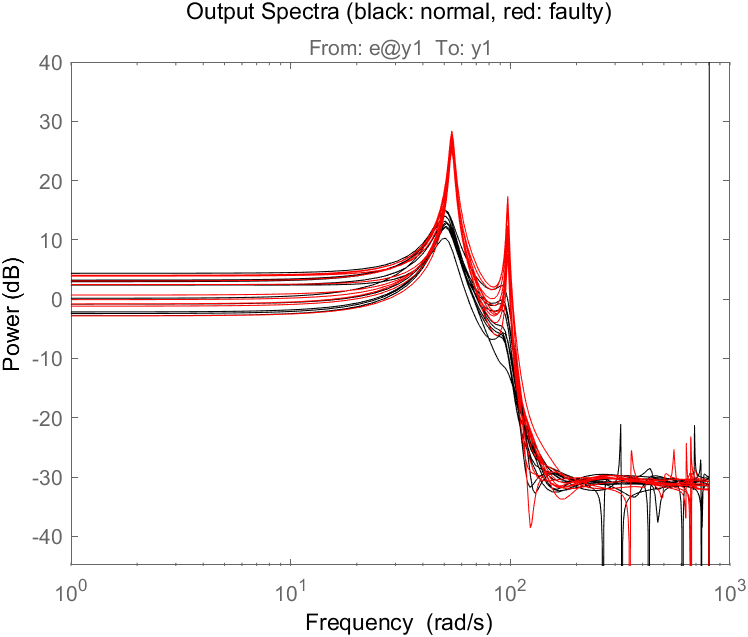 Output Spectra (black: normal, red: faulty)
From: e@y1 To: y1
40
30
20
10
0
-10
-20
-30
-40
Power (dB)
10^0 10^1 10^2 10^3
Frequency (rad/s)